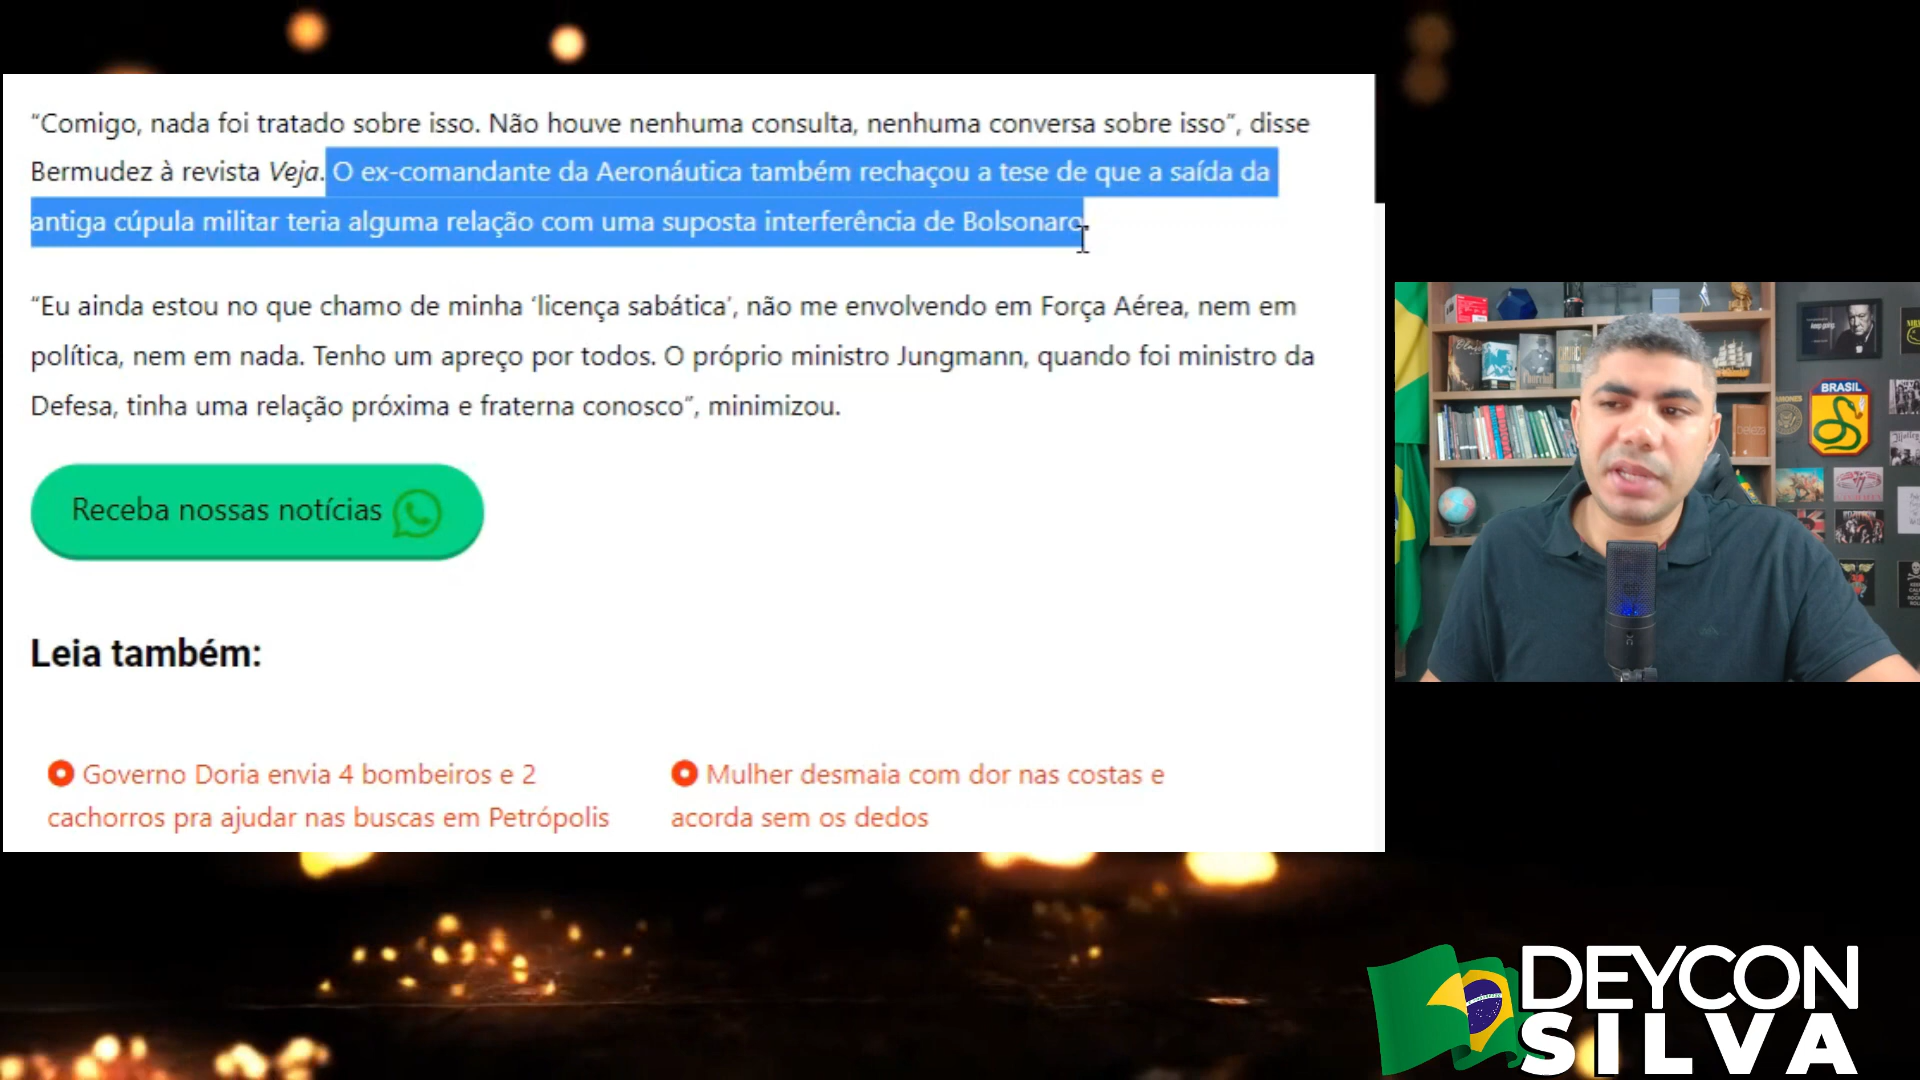 “Comigo, nada foi tratado sobre isso. Não houve nenhuma consulta, nenhuma conversa sobre isso”, disse
Bermudez à revista Veja. O ex-comandante da Aeronáutica também rechaçou a tese de que a saída da
antiga cúpula militar teria alguma relação com uma suposta interferência de Bolsonaro.
“Eu ainda estou no que chamo de minha ‘licença sabática’, não me envolvendo em Força Aérea, nem em
política, nem em nada. Tenho um apreço por todos. O próprio ministro Jungmann, quando foi ministro da
Defesa, tinha uma relação próxima e fraterna conosco”, minimizou.
Receba nossas notícias
Leia também:
Governo Doria envia 4 bombeiros e 2
cachorros pra ajudar nas buscas em Petrópolis
Mulher desmaia com dor nas costas e
acorda sem os dedos
keep going.
BRASIL
DEYCON
SILVA